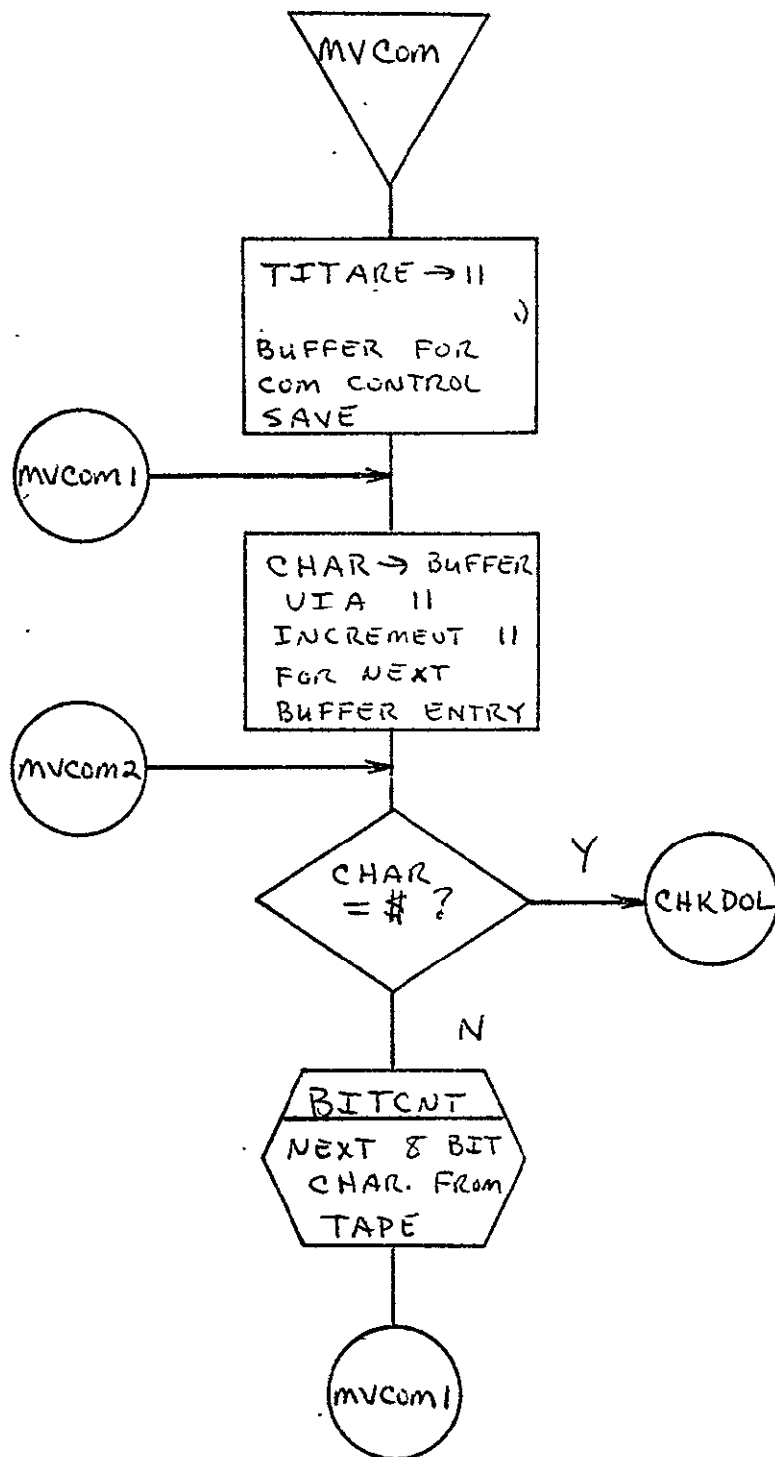 MVCOM
TITARE → 11
BUFFER FOR
COM CONTROL
SAVE
MVCOM1
CHAR → BUFFER
VIA 11
INCREMENT 11
FOR NEXT
BUFFER ENTRY
MVCOM2
CHAR
= # ?
Y
CHKDOL
N
BITCNT
NEXT 8 BIT
CHAR. FROM
TAPE
MVCOM1